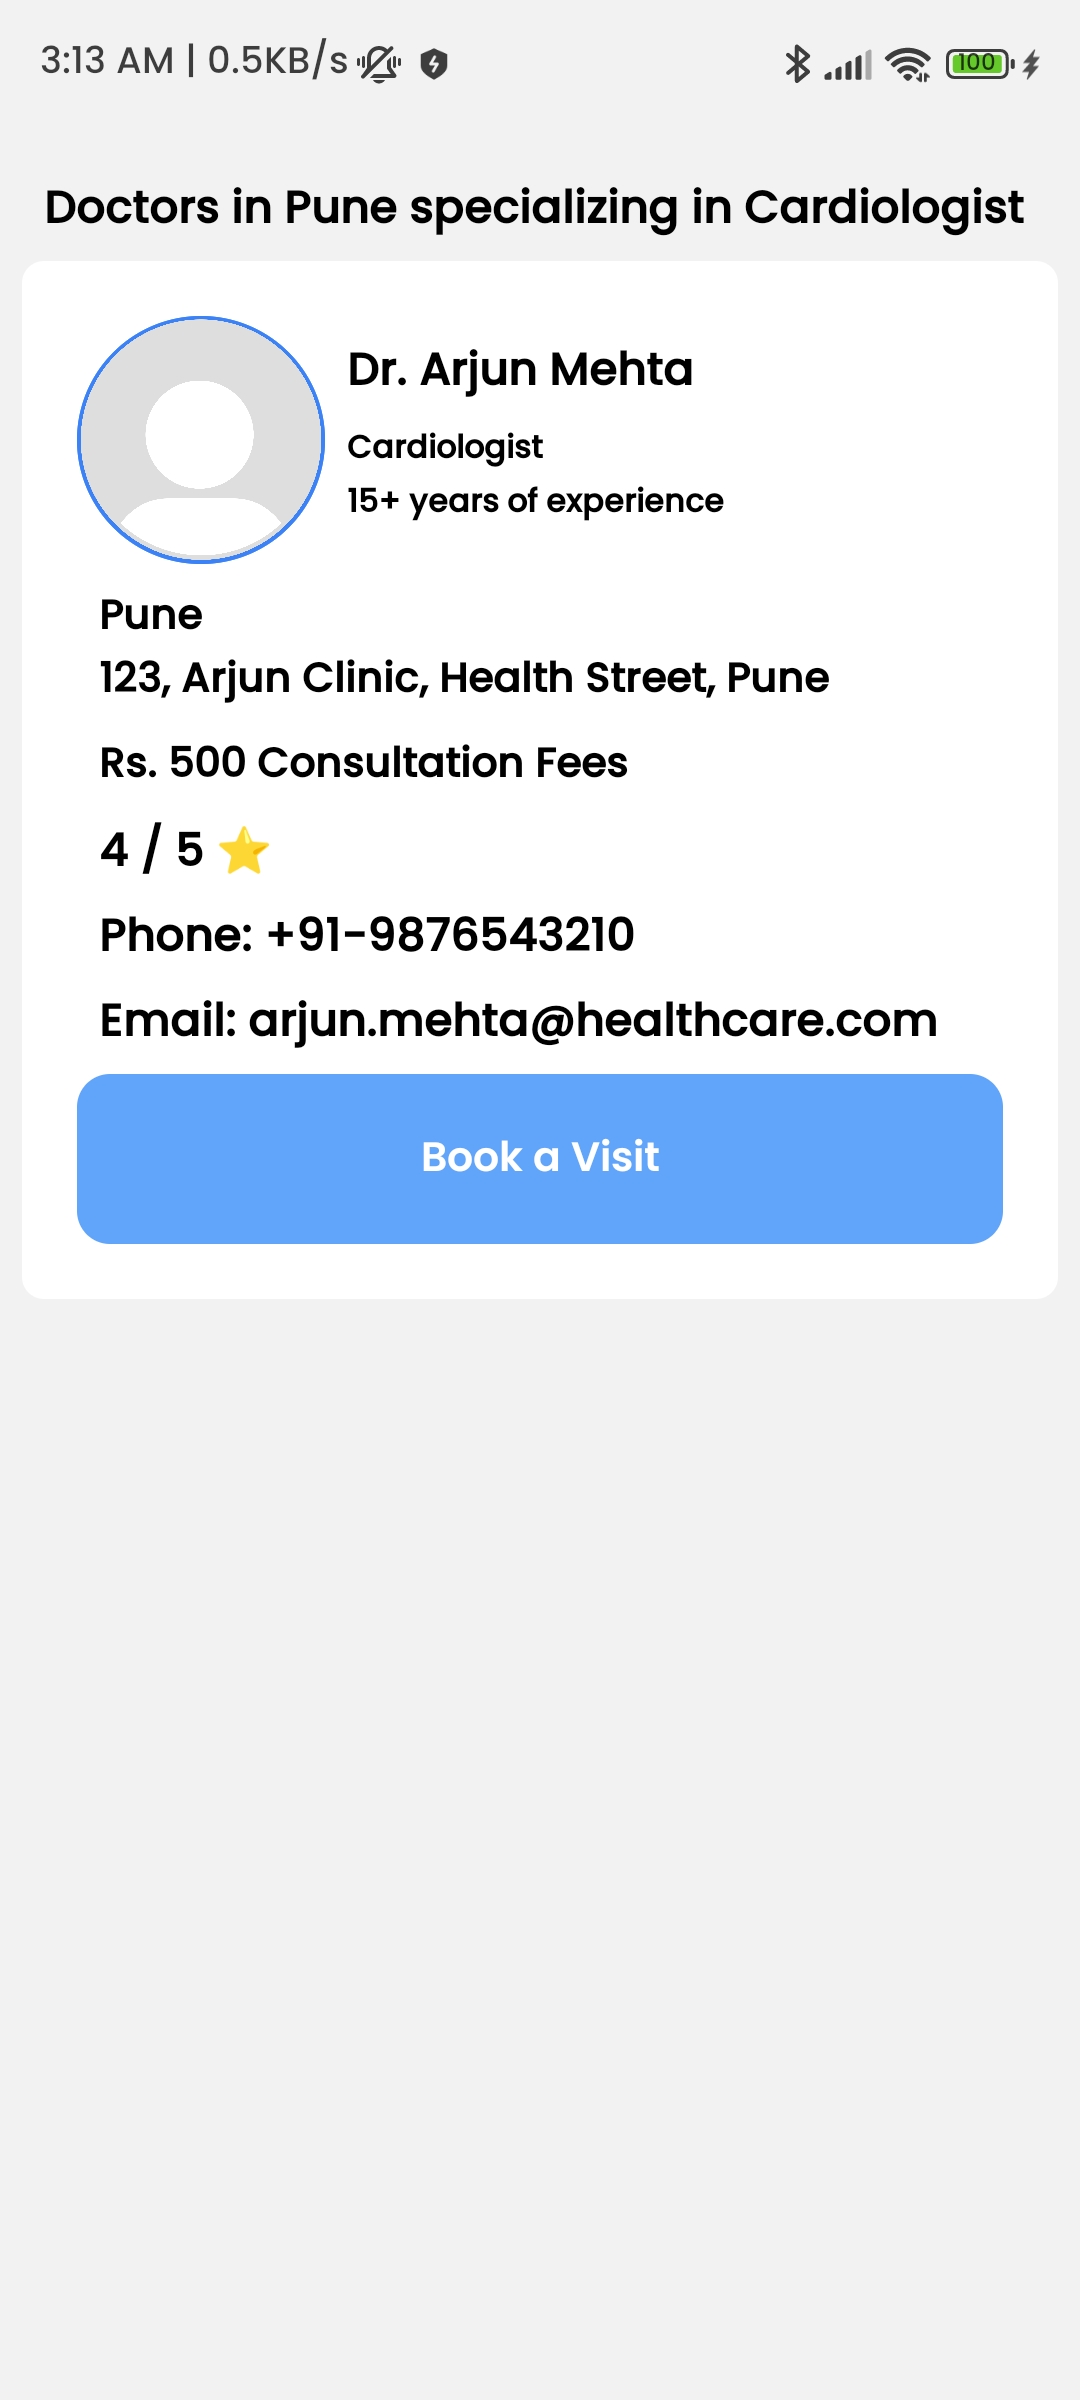 3:13 AM | 0.5KB/s 100
Doctors in Pune specializing in Cardiologist
Dr. Arjun Mehta
Cardiologist
15+ years of experience
Pune
123, Arjun Clinic, Health Street, Pune
Rs. 500 Consultation Fees
4 / 5 ⭐
Phone: +91-9876543210
Email: arjun.mehta@healthcare.com
Book a Visit